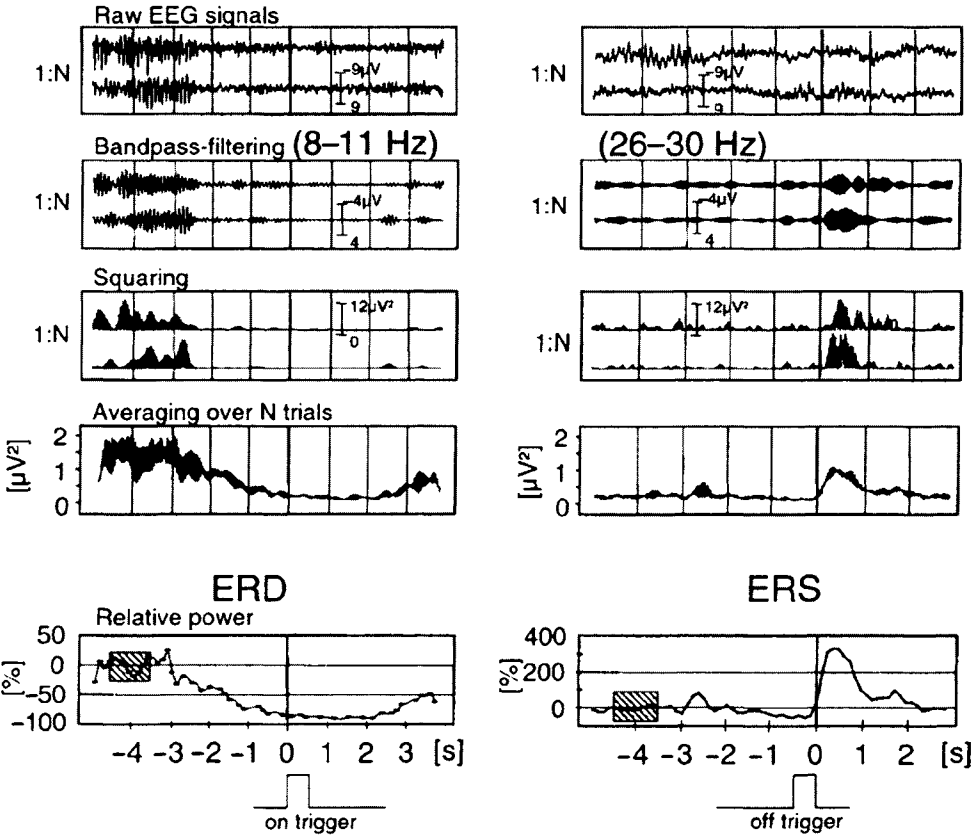 Raw EEG signals
1:N
-9μV
9
1:N
-9μV
9
Bandpass-filtering (8–11 Hz)
(26–30 Hz)
1:N
-4μV
4
1:N
-4μV
4
Squaring
1:N
12μV²
0
1:N
12μV²
0
Averaging over N trials
[μV²]
2
1
0
[μV²]
2
1
0
ERD
ERS
Relative power
[%]
50
0
-50
-100
[%]
400
200
0
-4 -3 -2 -1 0 1 2 3 [s]
-4 -3 -2 -1 0 1 2 [s]
on trigger
off trigger